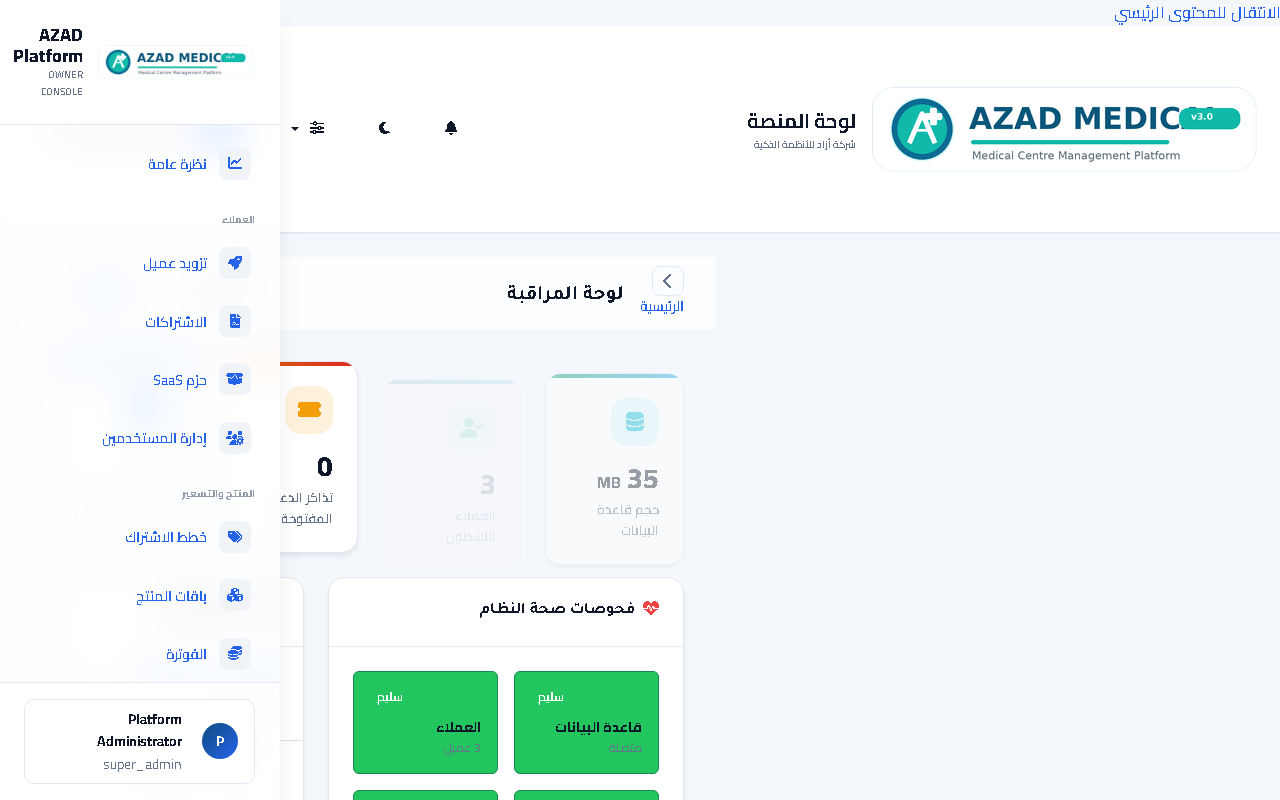 الانتقال للمحتوى الرئيسي
AZAD MEDIC
v3.0
Medical Centre Management Platform
لوحة المنصة
شركة أزاد للأنظمة الذكية
AZAD
Platform
OWNER
CONSOLE
AZAD MEDIC
Medical Centre Management Platform
نظرة عامة
العملاء
تزويد عميل
الاشتراكات
حزم SaaS
إدارة المستخدمين
المنتج والتسعير
خطط الاشتراك
باقات المنتج
الفوترة
Platform
Administrator
super_admin
P
الرئيسية
لوحة المراقبة
35 MB
حجم قاعدة
البيانات
3
العملاء
النشطون
0
تذاكر
المفتوحة
فحوصات صحة النظام
سليم
قاعدة البيانات
متصلة
سليم
العملاء
3 عميل